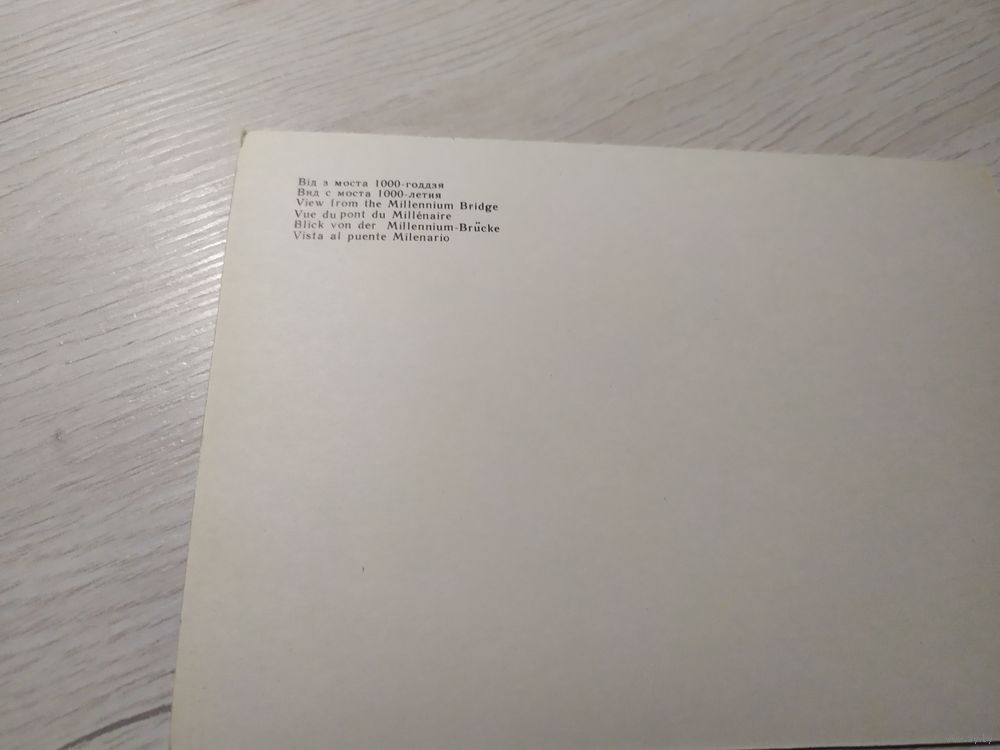 Від з моста 1000-годдзя
Вид с моста 1000-летия
View from the Millennium Bridge
Vue du pont du Millénaire
Blick von der Millennium-Brücke
Vista al puente Milenario